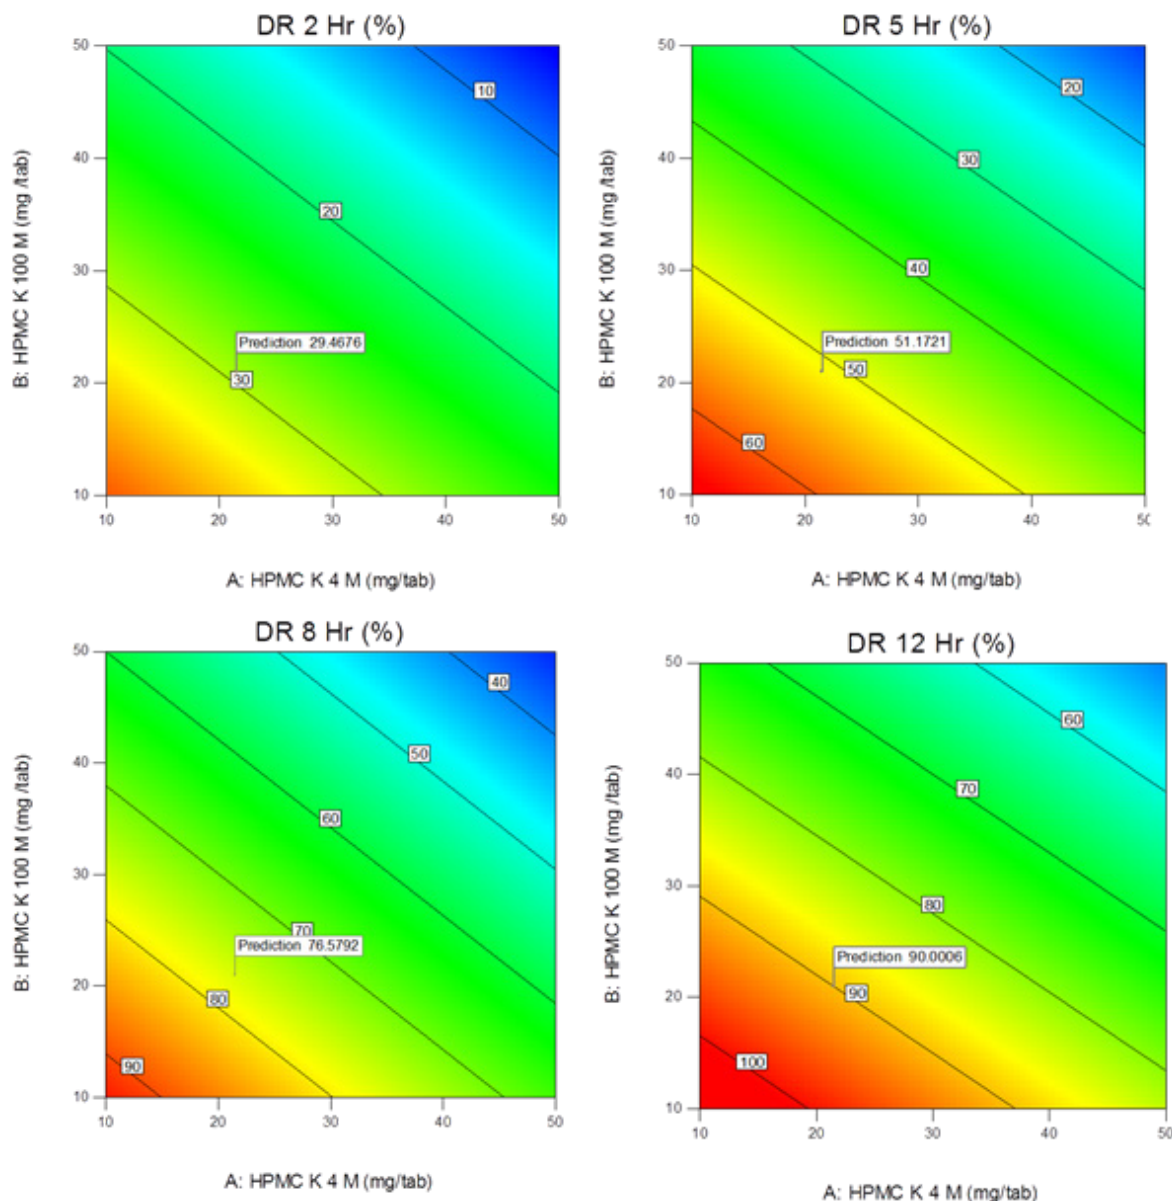 DR 2 Hr (%)
50
40
30
20
10
B: HPMC K 100 M (mg /tab)
10
20
Prediction 29.4676
30
10 20 30 40 50
A: HPMC K 4 M (mg/tab)
DR 5 Hr (%)
50
40
30
20
10
B: HPMC K 100 M (mg /tab)
20
30
40
Prediction 51.1721
50
60
10 20 30 40 50
A: HPMC K 4 M (mg/tab)
DR 8 Hr (%)
50
40
30
20
10
B: HPMC K 100 M (mg /tab)
40
50
60
70
Prediction 76.5792
80
90
10 20 30 40 50
A: HPMC K 4 M (mg/tab)
DR 12 Hr (%)
50
40
30
20
10
B: HPMC K 100 M (mg /tab)
60
70
80
Prediction 90.0006
90
100
10 20 30 40 50
A: HPMC K 4 M (mg/tab)